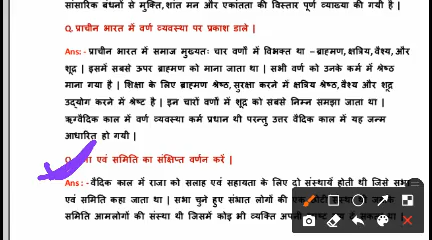 सांसारिक बंधनों से मुक्ति,शांत मन और एकांतता की विस्तार पूर्ण व्याख्या की गयी है |
Q. प्राचीन भारत में वर्ण व्यवस्था पर प्रकाश डाले |
Ans: - प्राचीन भारत में समाज मुख्यतः चार वर्णों में विभक्त था – ब्राह्मण,क्षत्रिय,वैश्य,और
शूद्र | इसमें सबसे ऊपर ब्राह्मण को माना जाता था | सभी वर्ण को उनके कर्म में श्रेष्ठ
माना गया है | शिक्षा के लिए ब्राह्मण श्रेष्ठ,सुरक्षा करने में क्षत्रिय श्रेष्ठ,वैश्य और शूद्र
उद्योग करने में श्रेष्ट है | इन चारों वर्णों में शूद्र को सबसे निम्न समझा जाता था |
ऋग्वैदिक काल में वर्ण व्यवस्था कर्म प्रधान थी परन्तु उत्तर वैदिक काल में यह जन्म
आधारित हो गयी |
Q. एवं समिति का संक्षिप्त वर्णन करें |
Ans: - वैदिक काल में राजा को सलाह एवं सहायता के लिए दो संस्थायें होती थी जिसे सभा
एवं समिति कहा जाता था | सभा चुने हुए संभ्रात लोगों की एक
समिति आमलोगों की संस्था थी जिसमें कोइ भी व्यक्ति अपनी